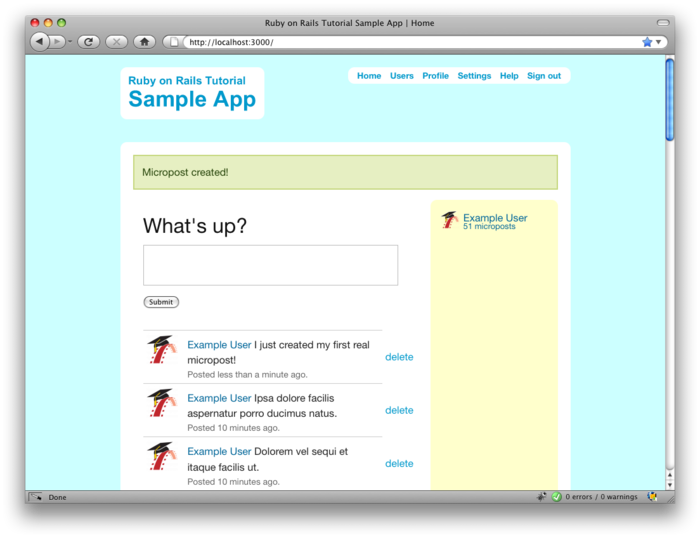 Ruby on Rails Tutorial Sample App | Home
http://localhost:3000/
Ruby on Rails Tutorial
Sample App
Home Users Profile Settings Help Sign out
Micropost created!
What's up?
Submit
Example User
51 microposts
Example User I just created my first real
micropost!
Posted less than a minute ago.
delete
Example User Ipsa dolore facilis
aspernatur porro ducimus natus.
Posted 10 minutes ago.
delete
Example User Dolorem vel sequi et
itaque facilis ut.
Posted 10 minutes ago.
delete
Done
0 errors / 0 warnings